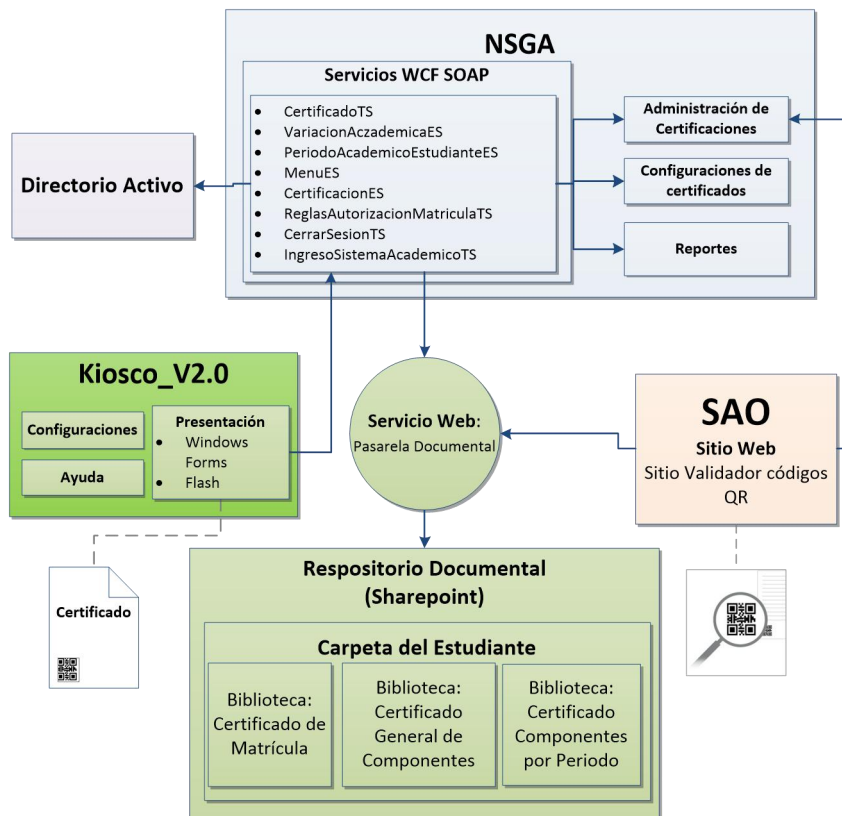 NSGA
Servicios WCF SOAP
• CertificadoTS
• VariacionAczademicaES
• PeriodoAcademicoEstudianteES
• MenuES
• CertificacionES
• ReglasAutorizacionMatriculaTS
• CerrarSesionTS
• IngresoSistemaAcademicoTS
Administración de
Certificaciones
Configuraciones de
certificados
Reportes
Directorio Activo
Kiosco_V2.0
Configuraciones
Ayuda
Presentación
• Windows
Forms
• Flash
Servicio Web:
Pasarela Documental
SAO
Sitio Web
Sitio Validador códigos
QR
Certificado
Respositorio Documental
(Sharepoint)
Carpeta del Estudiante
Biblioteca:
Certificado de
Matrícula
Biblioteca:
Certificado
General de
Componentes
Biblioteca:
Certificado
Componentes
por Periodo